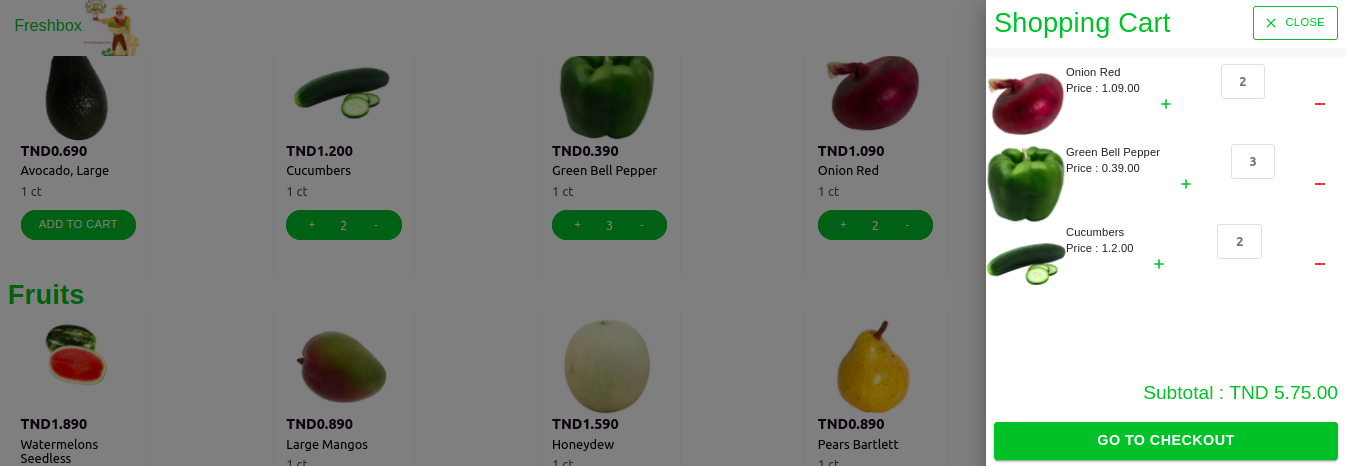 Freshbox
TND0.690
Avocado, Large
1 ct
ADD TO CART
TND1.200
Cucumbers
1 ct
+ 2 -
TND0.390
Green Bell Pepper
1 ct
+ 3 -
TND1.090
Onion Red
1 ct
+ 2 -
Fruits
TND1.890
Watermelons
Seedless
TND0.890
Large Mangos
1 ct
TND1.590
Honeydew
TND0.890
Pears Bartlett
1 ct
Shopping Cart
CLOSE
Onion Red
Price : 1.09.00
+ 2 −
Green Bell Pepper
Price : 0.39.00
+ 3 −
Cucumbers
Price : 1.2.00
+ 2 −
Subtotal : TND 5.75.00
GO TO CHECKOUT